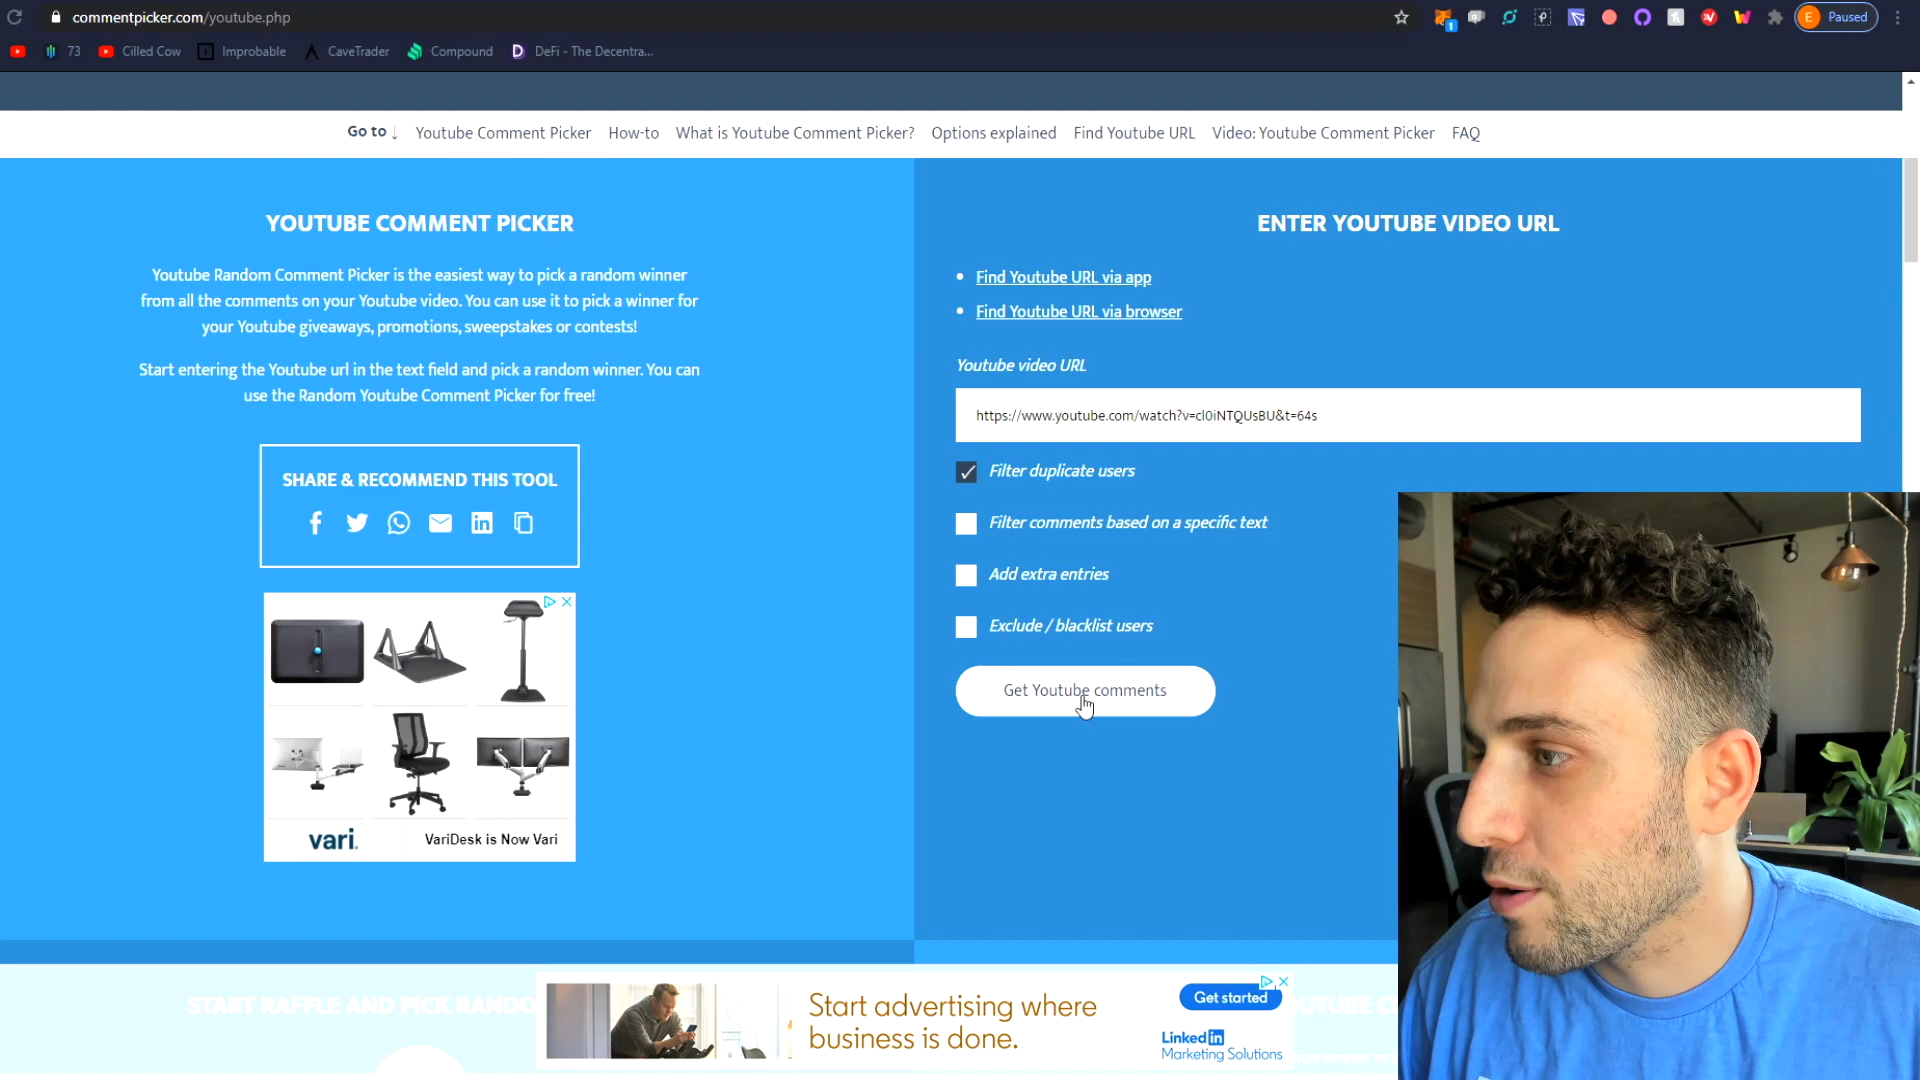 commentpicker.com/youtube.php
1
E
Paused
73
Cilled Cow
Improbable
CaveTrader
Compound
D
DeFi - The Decentra...
Go to ↓
Youtube Comment Picker
How-to
What is Youtube Comment Picker?
Options explained
Find Youtube URL
Video: Youtube Comment Picker
FAQ
YOUTUBE COMMENT PICKER
Youtube Random Comment Picker is the easiest way to pick a random winner
from all the comments on your Youtube video. You can use it to pick a winner for
your Youtube giveaways, promotions, sweepstakes or contests!
Start entering the Youtube url in the text field and pick a random winner. You can
use the Random Youtube Comment Picker for free!
SHARE & RECOMMEND THIS TOOL
vari.
VariDesk is Now Vari
ENTER YOUTUBE VIDEO URL
Find Youtube URL via app
Find Youtube URL via browser
Youtube video URL
https://www.youtube.com/watch?v=cl0iNTQUsBU&t=64s
Filter duplicate users
Filter comments based on a specific text
Add extra entries
Exclude / blacklist users
Get Youtube comments
START RAFFLE AND PICK RANDO
Start advertising where
business is done.
Get started
Linked in
Marketing Solutions